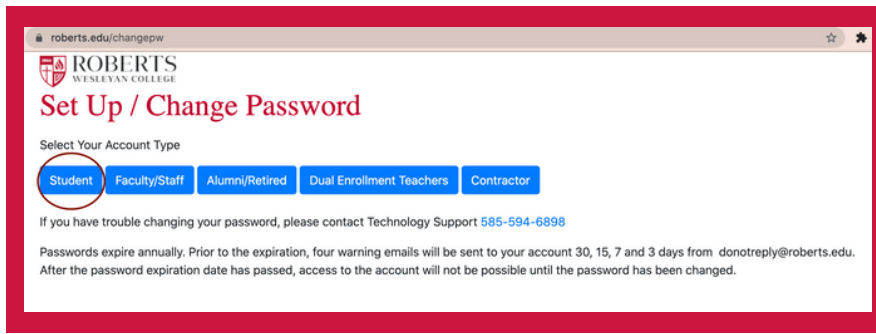 roberts.edu/changepw
ROBERTS
WESLEYAN COLLEGE
Set Up / Change Password
Select Your Account Type
Student Faculty/Staff Alumni/Retired Dual Enrollment Teachers Contractor
If you have trouble changing your password, please contact Technology Support 585-594-6898
Passwords expire annually. Prior to the expiration, four warning emails will be sent to your account 30, 15, 7 and 3 days from donotreply@roberts.edu.
After the password expiration date has passed, access to the account will not be possible until the password has been changed.